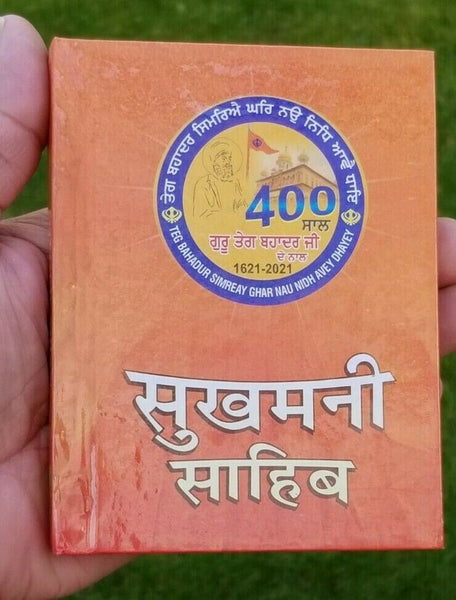 ਤੇਗ ਬਹਾਦਰ ਸਿਮਰਿਐ ਘਰਿ ਨਉ ਨਿਧਿ ਆਵੈ ਧਾਇ
400
ਸਾਲ
ਗੁਰੂ ਤੇਗ ਬਹਾਦਰ ਜੀ
ਦੇ ਨਾਲ
1621-2021
TEG BAHADUR SIMREAY GHAR NAU NIDH AVEY DHAYEY
सुखमनी
साहिब